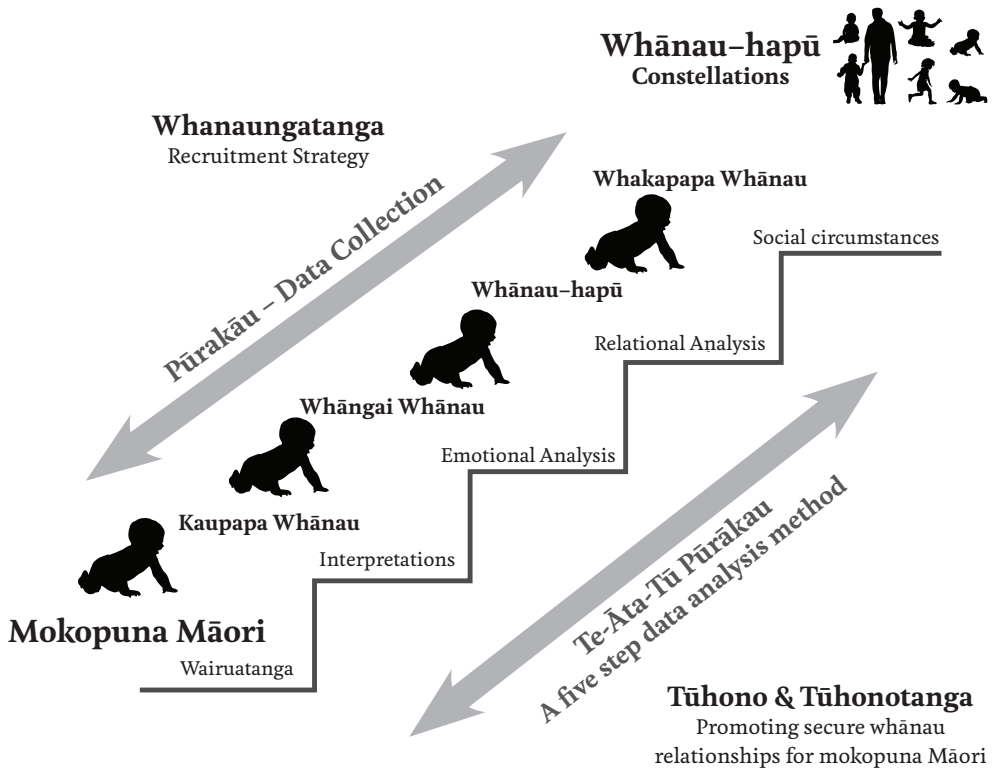 Whānau–hapū
Constellations
Whanaungatanga
Recruitment Strategy
Pūrakāu – Data Collection
Whakapapa Whānau
Social circumstances
Whānau–hapū
Relational Analysis
Whāngai Whānau
Emotional Analysis
Kaupapa Whānau
Interpretations
Mokopuna Māori
Wairuatanga
Te-Āta-Tū Pūrākau
A five step data analysis method
Tūhono & Tūhonotanga
Promoting secure whānau
relationships for mokopuna Māori